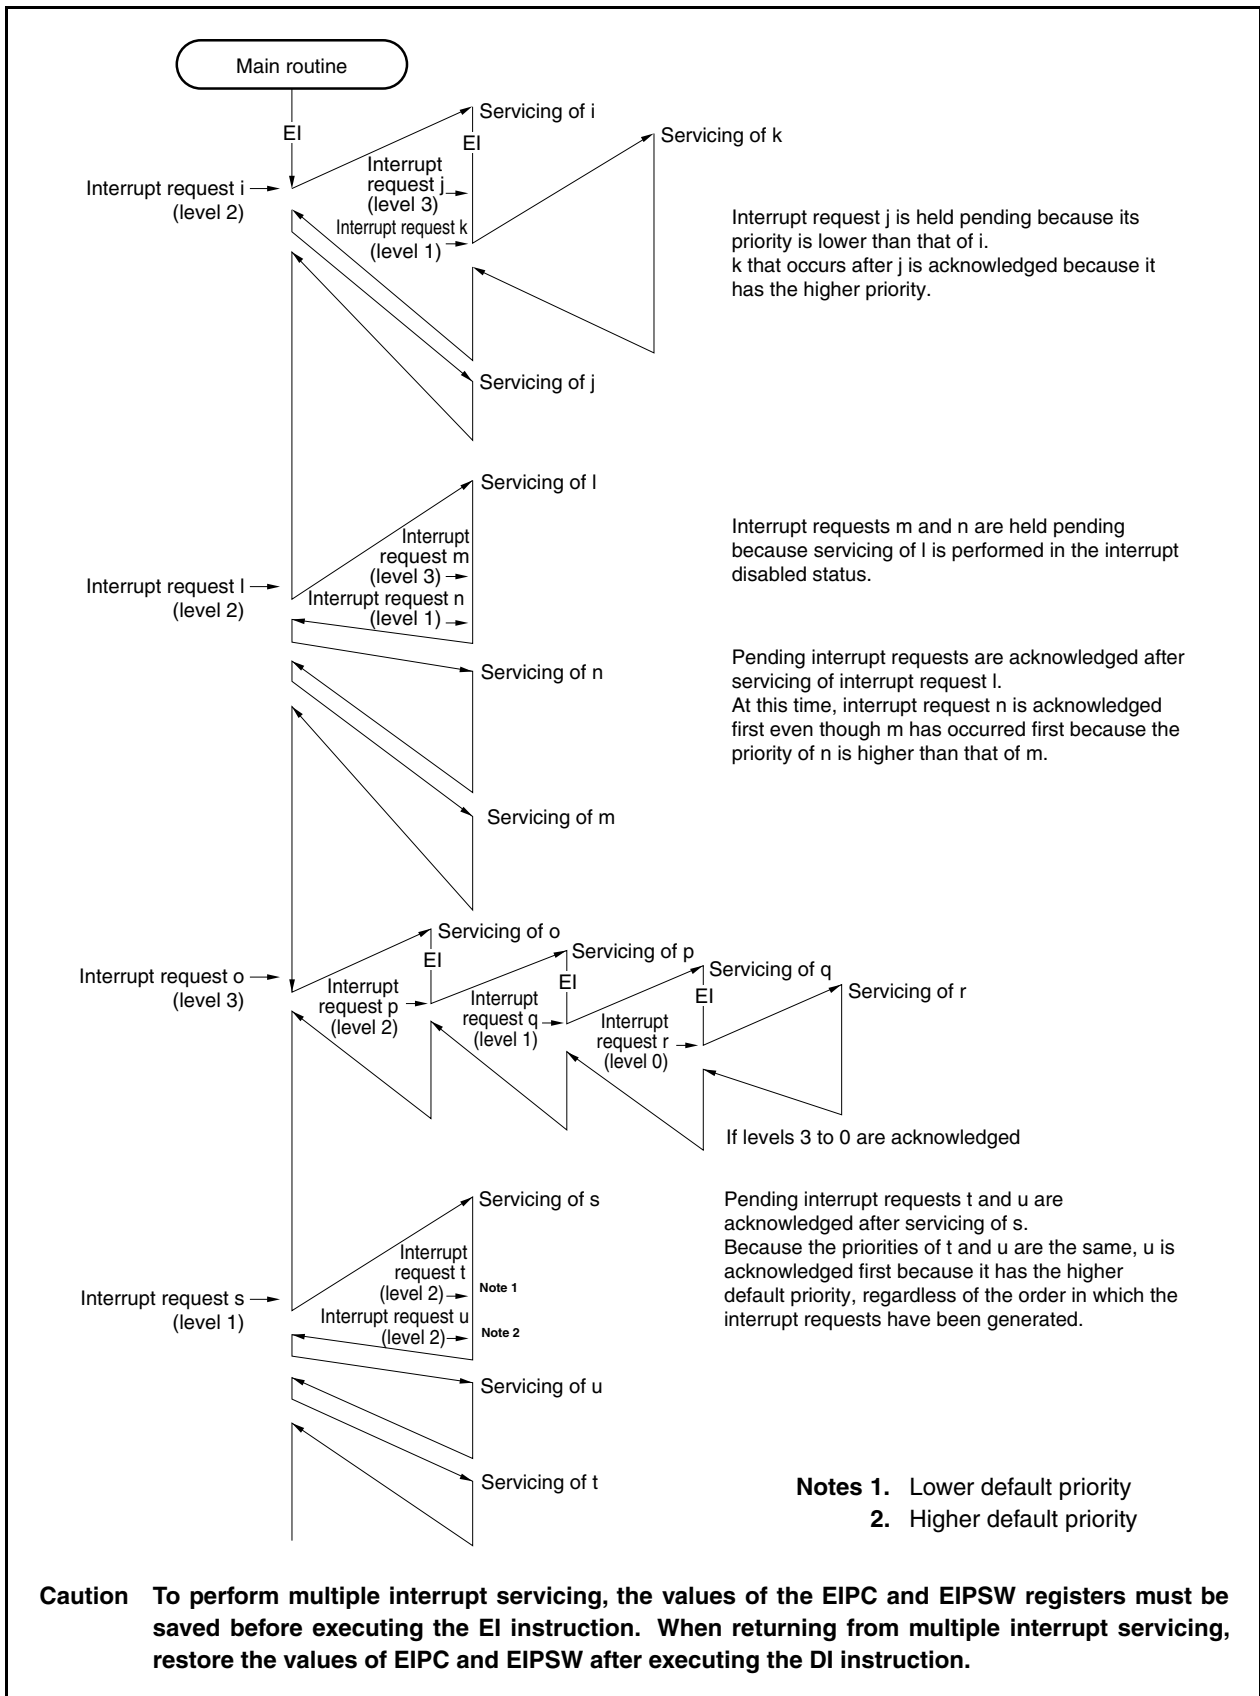 Main routine
EI
Servicing of i
EI
Servicing of k
Interrupt request i
(level 2)
Interrupt
request j
(level 3)
Interrupt request k
(level 1)
Interrupt request j is held pending because its
priority is lower than that of i.
k that occurs after j is acknowledged because it
has the higher priority.
Servicing of j
Servicing of l
Interrupt request l
(level 2)
Interrupt
request m
(level 3)
Interrupt request n
(level 1)
Interrupt requests m and n are held pending
because servicing of l is performed in the interrupt
disabled status.
Servicing of n
Pending interrupt requests are acknowledged after
servicing of interrupt request l.
At this time, interrupt request n is acknowledged
first even though m has occurred first because the
priority of n is higher than that of m.
Servicing of m
Servicing of o
EI
Servicing of p
EI
Servicing of q
EI
Servicing of r
Interrupt request o
(level 3)
Interrupt
request p
(level 2)
Interrupt
request q
(level 1)
Interrupt
request r
(level 0)
If levels 3 to 0 are acknowledged
Servicing of s
Interrupt request s
(level 1)
Interrupt
request t
(level 2)
Note 1
Interrupt request u
(level 2)
Note 2
Pending interrupt requests t and u are
acknowledged after servicing of s.
Because the priorities of t and u are the same, u is
acknowledged first because it has the higher
default priority, regardless of the order in which the
interrupt requests have been generated.
Servicing of u
Servicing of t
Notes 1. Lower default priority
2. Higher default priority
Caution To perform multiple interrupt servicing, the values of the EIPC and EIPSW registers must be
saved before executing the EI instruction. When returning from multiple interrupt servicing,
restore the values of EIPC and EIPSW after executing the DI instruction.